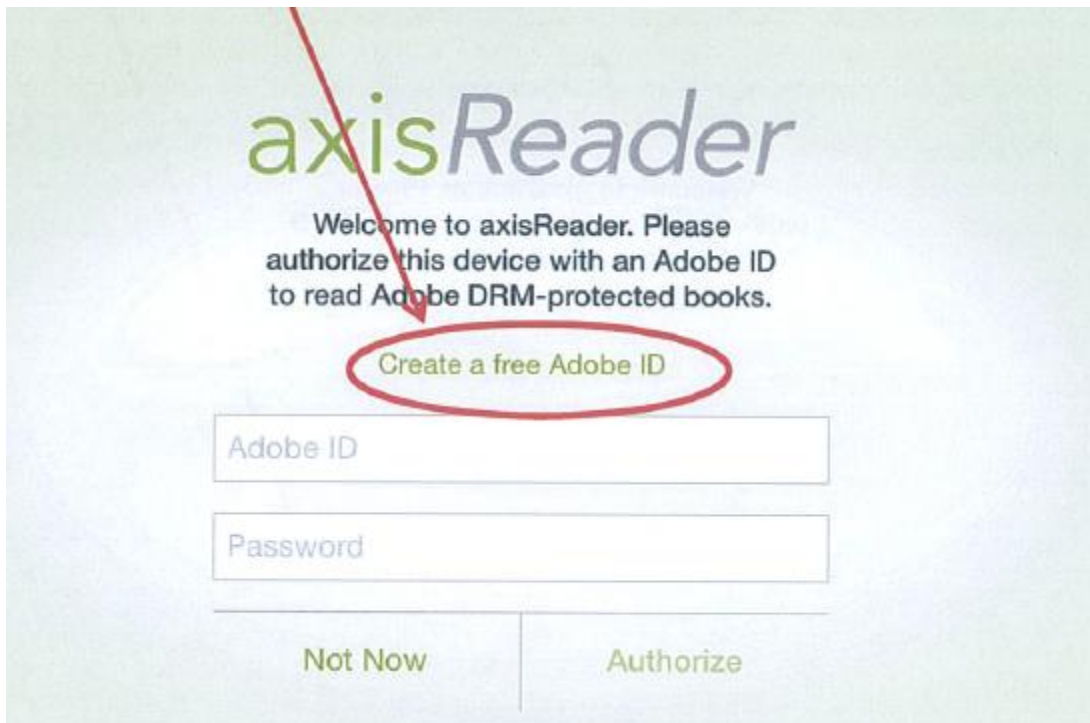 axisReader
Welcome to axisReader. Please
authorize this device with an Adobe ID
to read Adobe DRM-protected books.
Create a free Adobe ID
Adobe ID
Password
Not Now
Authorize